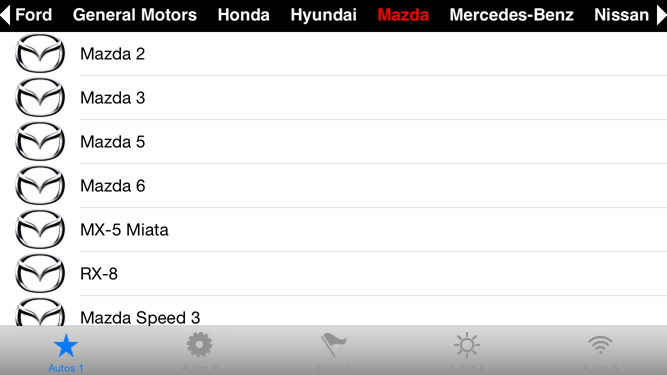 Ford General Motors Honda Hyundai Mazda Mercedes-Benz Nissan
Mazda 2
Mazda 3
Mazda 5
Mazda 6
MX-5 Miata
RX-8
Mazda Speed 3
Autos 1 Autos 2 Autos 3 Autos 4 Autos 5